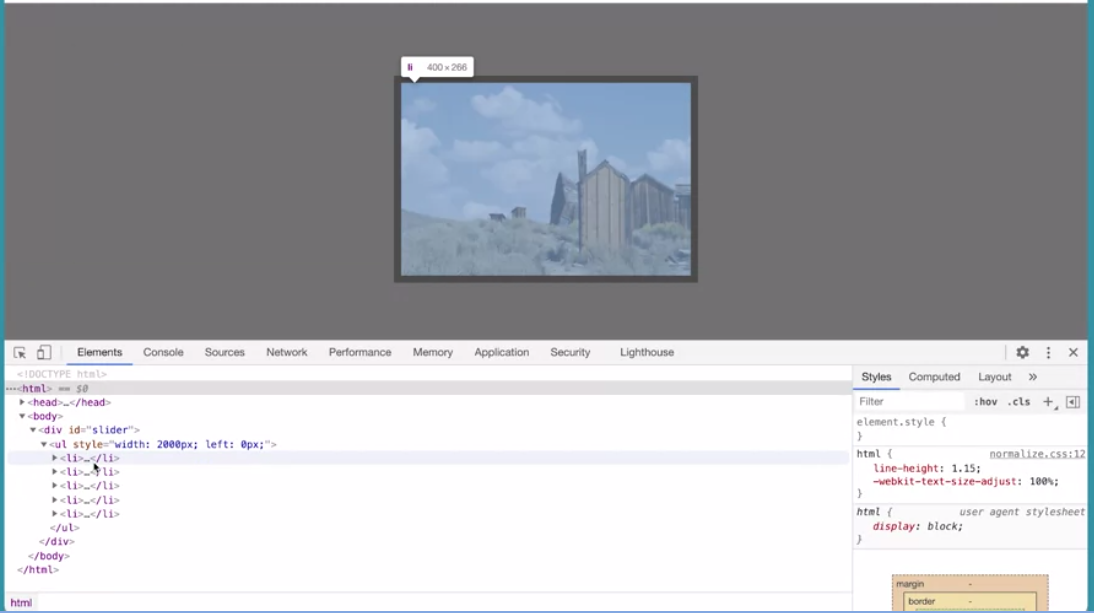 li 400 × 266
Elements Console Sources Network Performance Memory Application Security Lighthouse
<!DOCTYPE html>
<html> == $0
<head>…</head>
<body>
<div id="slider">
<ul style="width: 2000px; left: 0px;">
<li>…</li>
<li>…</li>
<li>…</li>
<li>…</li>
<li>…</li>
</ul>
</div>
</body>
</html>
html
Styles Computed Layout »
Filter :hov .cls +
element.style {
}
html { normalize.css:12
line-height: 1.15;
-webkit-text-size-adjust: 100%;
}
html { user agent stylesheet
display: block;
}
margin -
border -